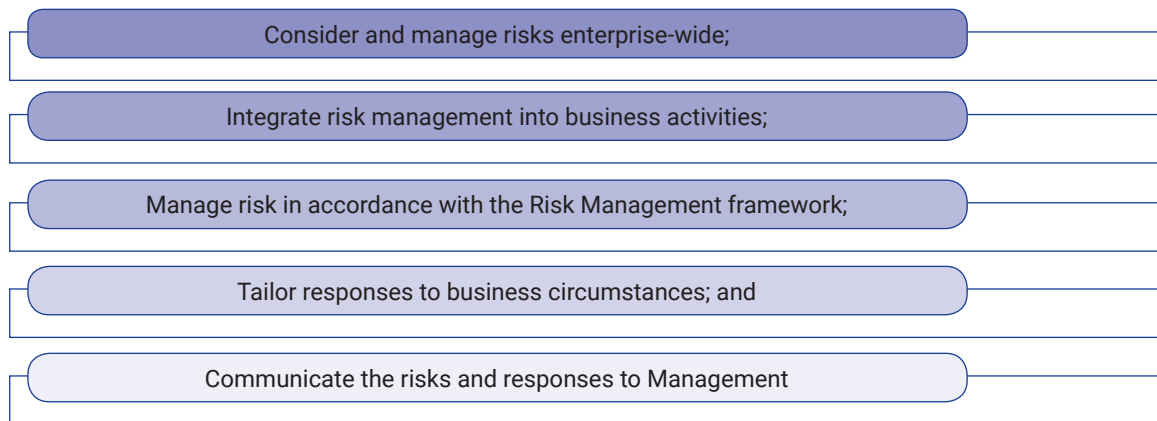 Consider and manage risks enterprise-wide;
Integrate risk management into business activities;
Manage risk in accordance with the Risk Management framework;
Tailor responses to business circumstances; and
Communicate the risks and responses to Management